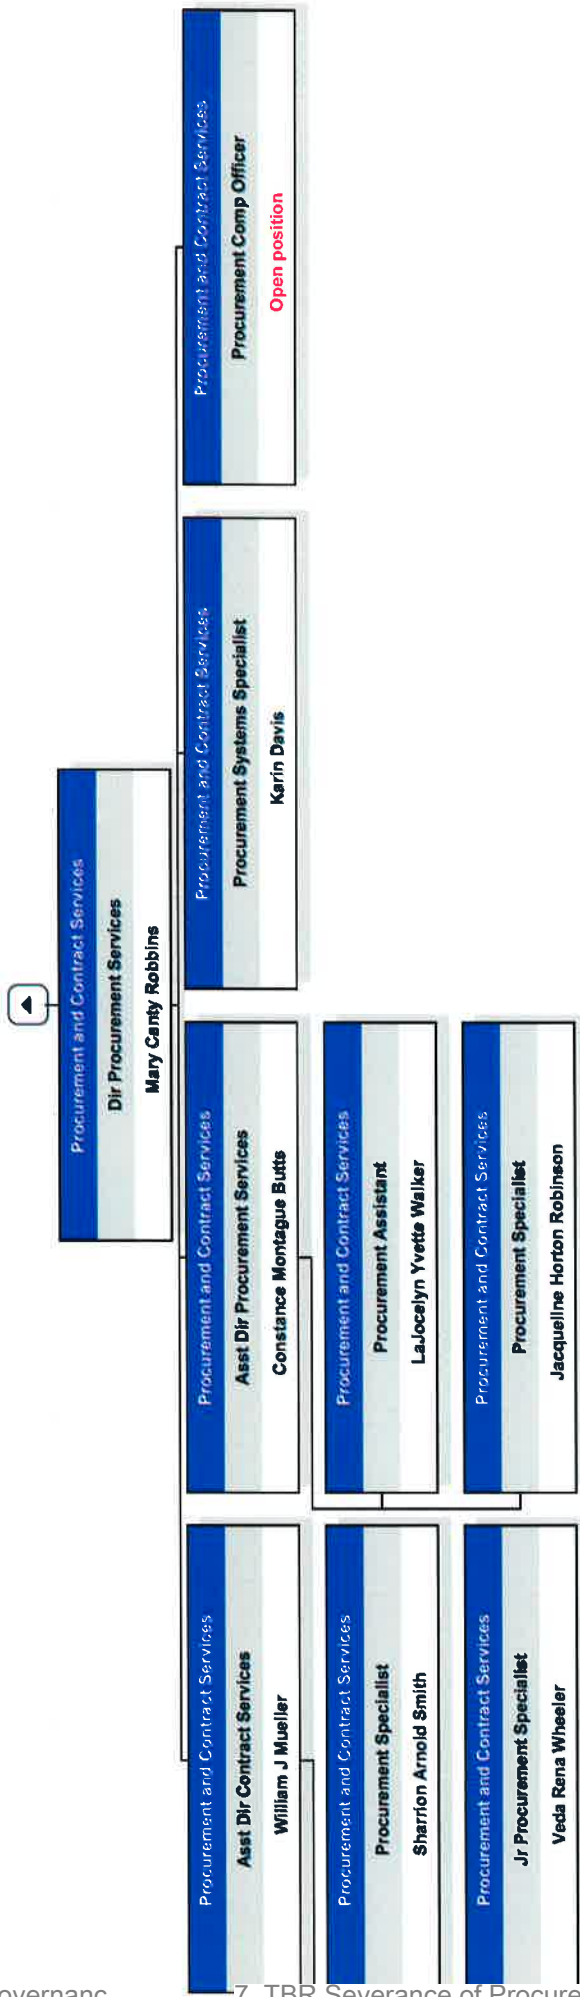 Procurement and Contract Services
Dir Procurement Services
Mary Canty Robbins
Procurement and Contract Services
Asst Dir Contract Services
William J Mueller
Procurement and Contract Services
Asst Dir Procurement Services
Constance Montague Butts
Procurement and Contract Services
Procurement Systems Specialist
Karin Davis
Procurement and Contract Services
Procurement Comp Officer
Open position
Procurement and Contract Services
Procurement Specialist
Sharrion Arnold Smith
Procurement and Contract Services
Procurement Assistant
LaJocelyn Yvette Walker
Procurement and Contract Services
Jr Procurement Specialist
Veda Rena Wheeler
Procurement and Contract Services
Procurement Specialist
Jacqueline Horton Robinson
7. TBR Severance of